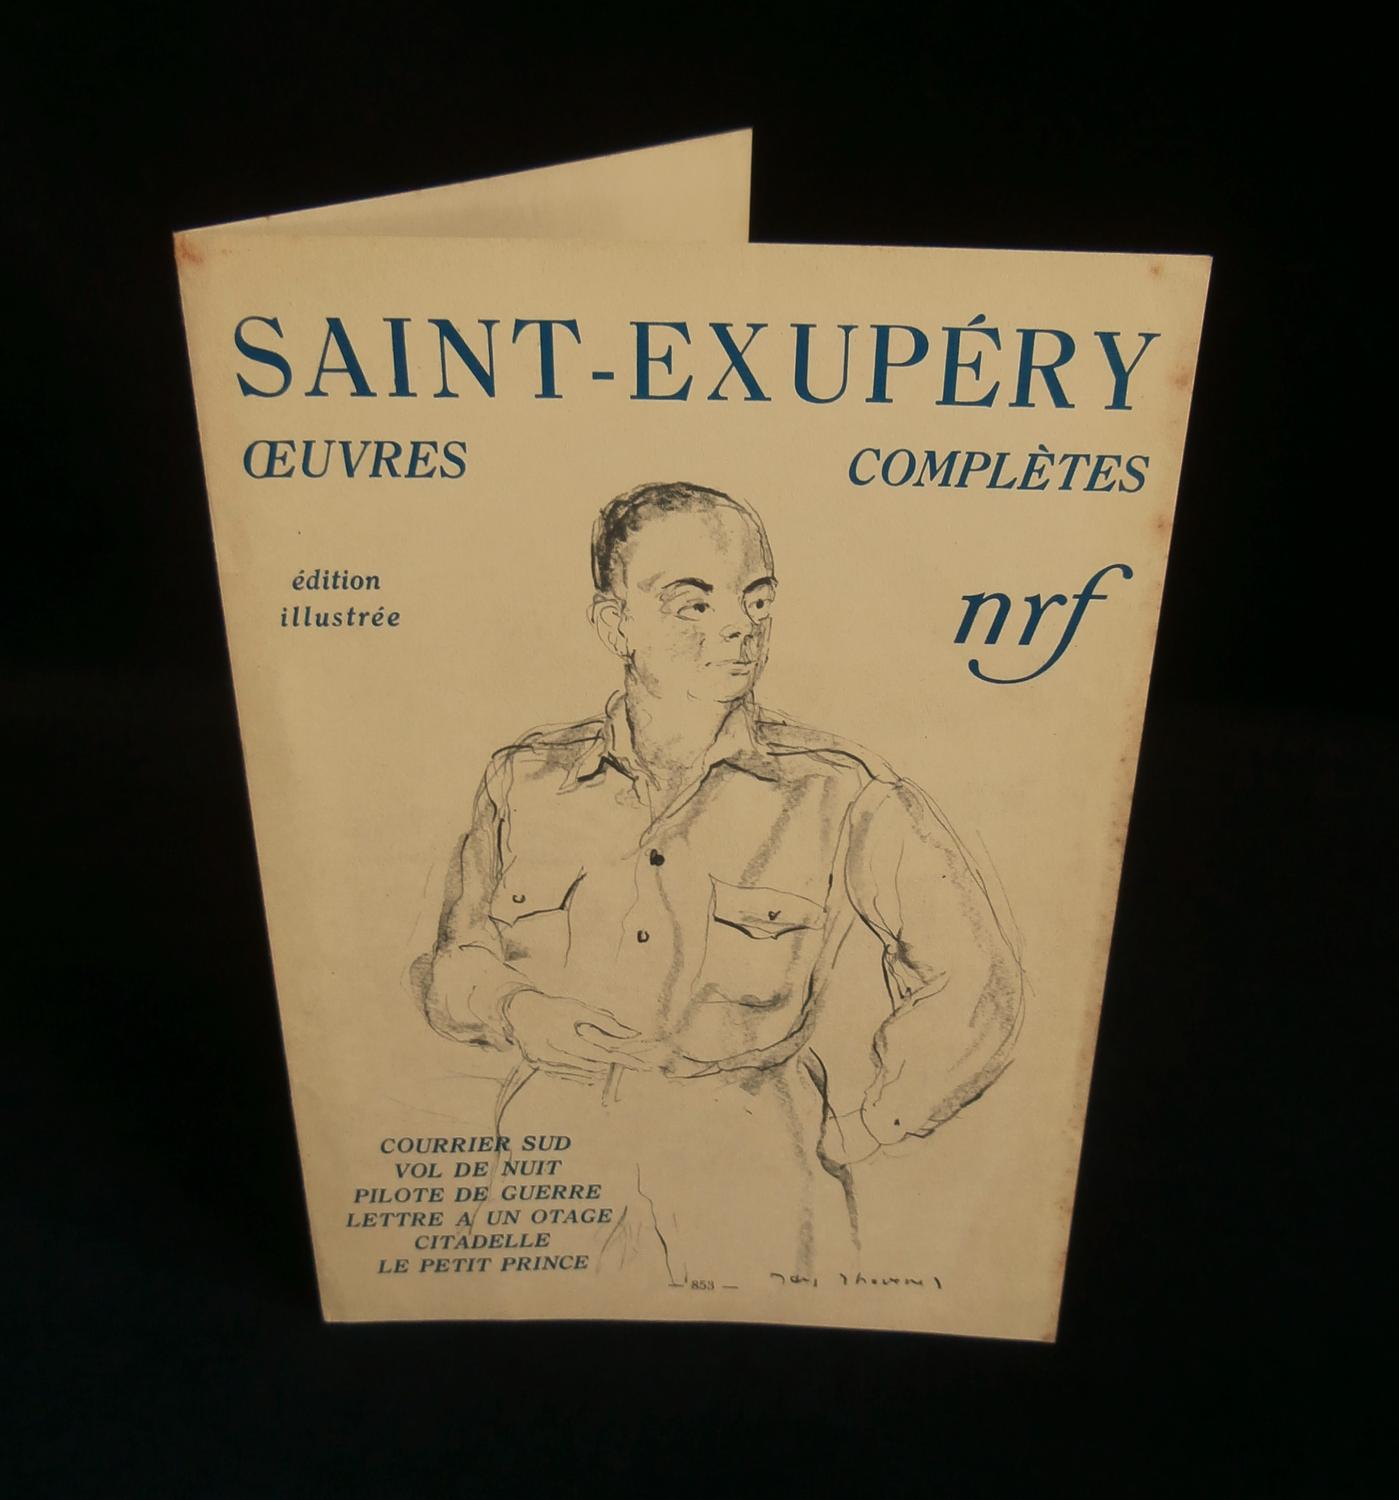 SAINT-EXUPÉRY
ŒUVRES COMPLÈTES
édition
illustrée
nrf
COURRIER SUD
VOL DE NUIT
PILOTE DE GUERRE
LETTRE A UN OTAGE
CITADELLE
LE PETIT PRINCE
— 853 —